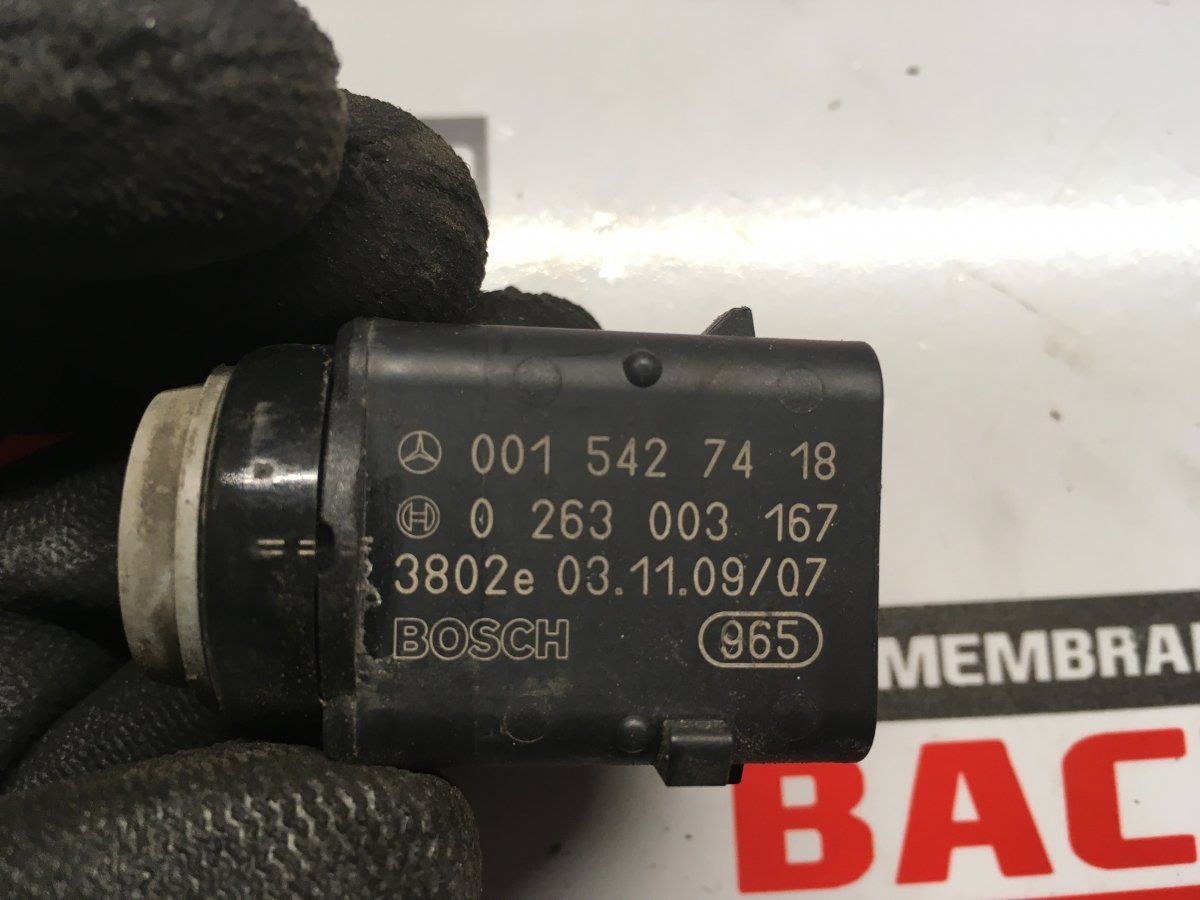 001 542 74 18
0 263 003 167
3802e 03.11.09/07
BOSCH 965
MEMBRA
BAC